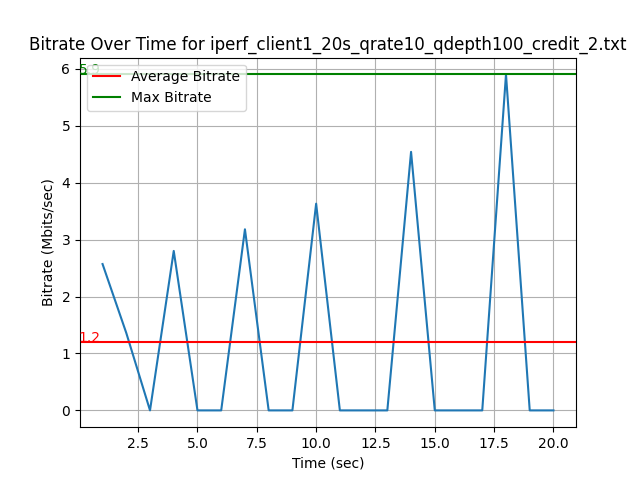 Bitrate Over Time for iperf_client1_20s_qrate10_qdepth100_credit_2.txt
5.9
Average Bitrate
Max Bitrate
1.2
6
5
4
3
2
1
0
Bitrate (Mbits/sec)
2.5 5.0 7.5 10.0 12.5 15.0 17.5 20.0
Time (sec)